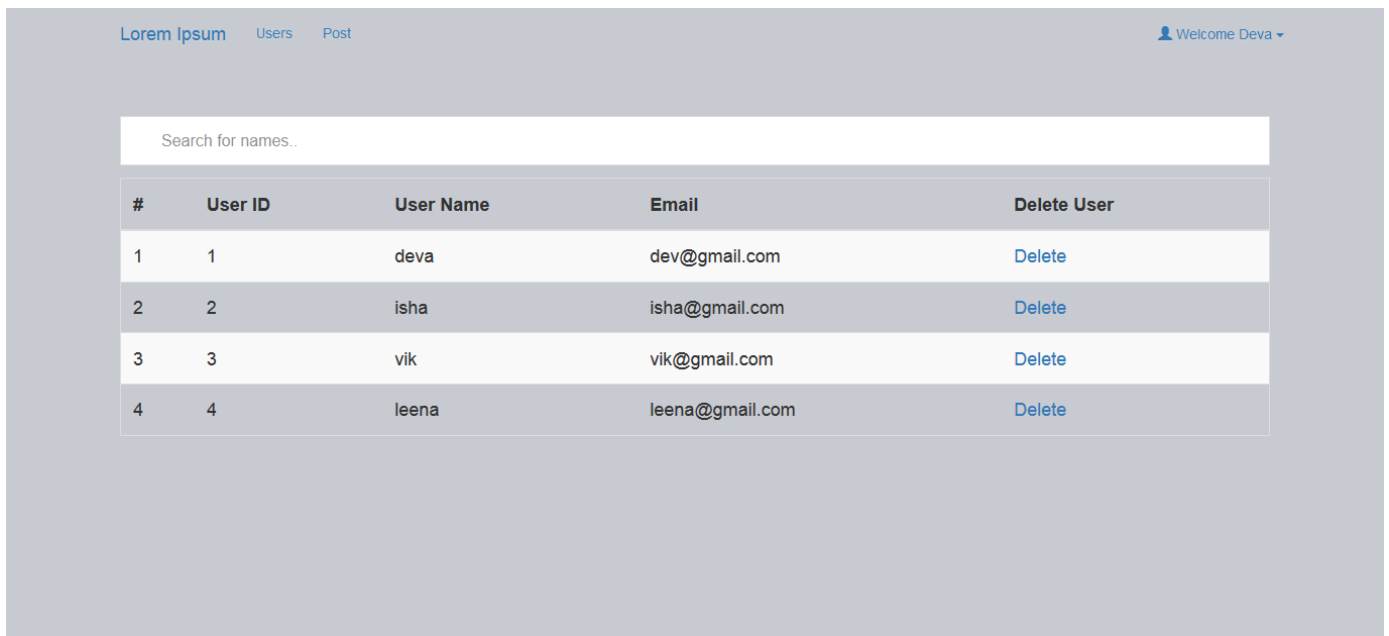 Lorem Ipsum Users Post Welcome Deva
Search for names..
# User ID User Name Email Delete User
1 1 deva dev@gmail.com Delete
2 2 isha isha@gmail.com Delete
3 3 vik vik@gmail.com Delete
4 4 leena leena@gmail.com Delete